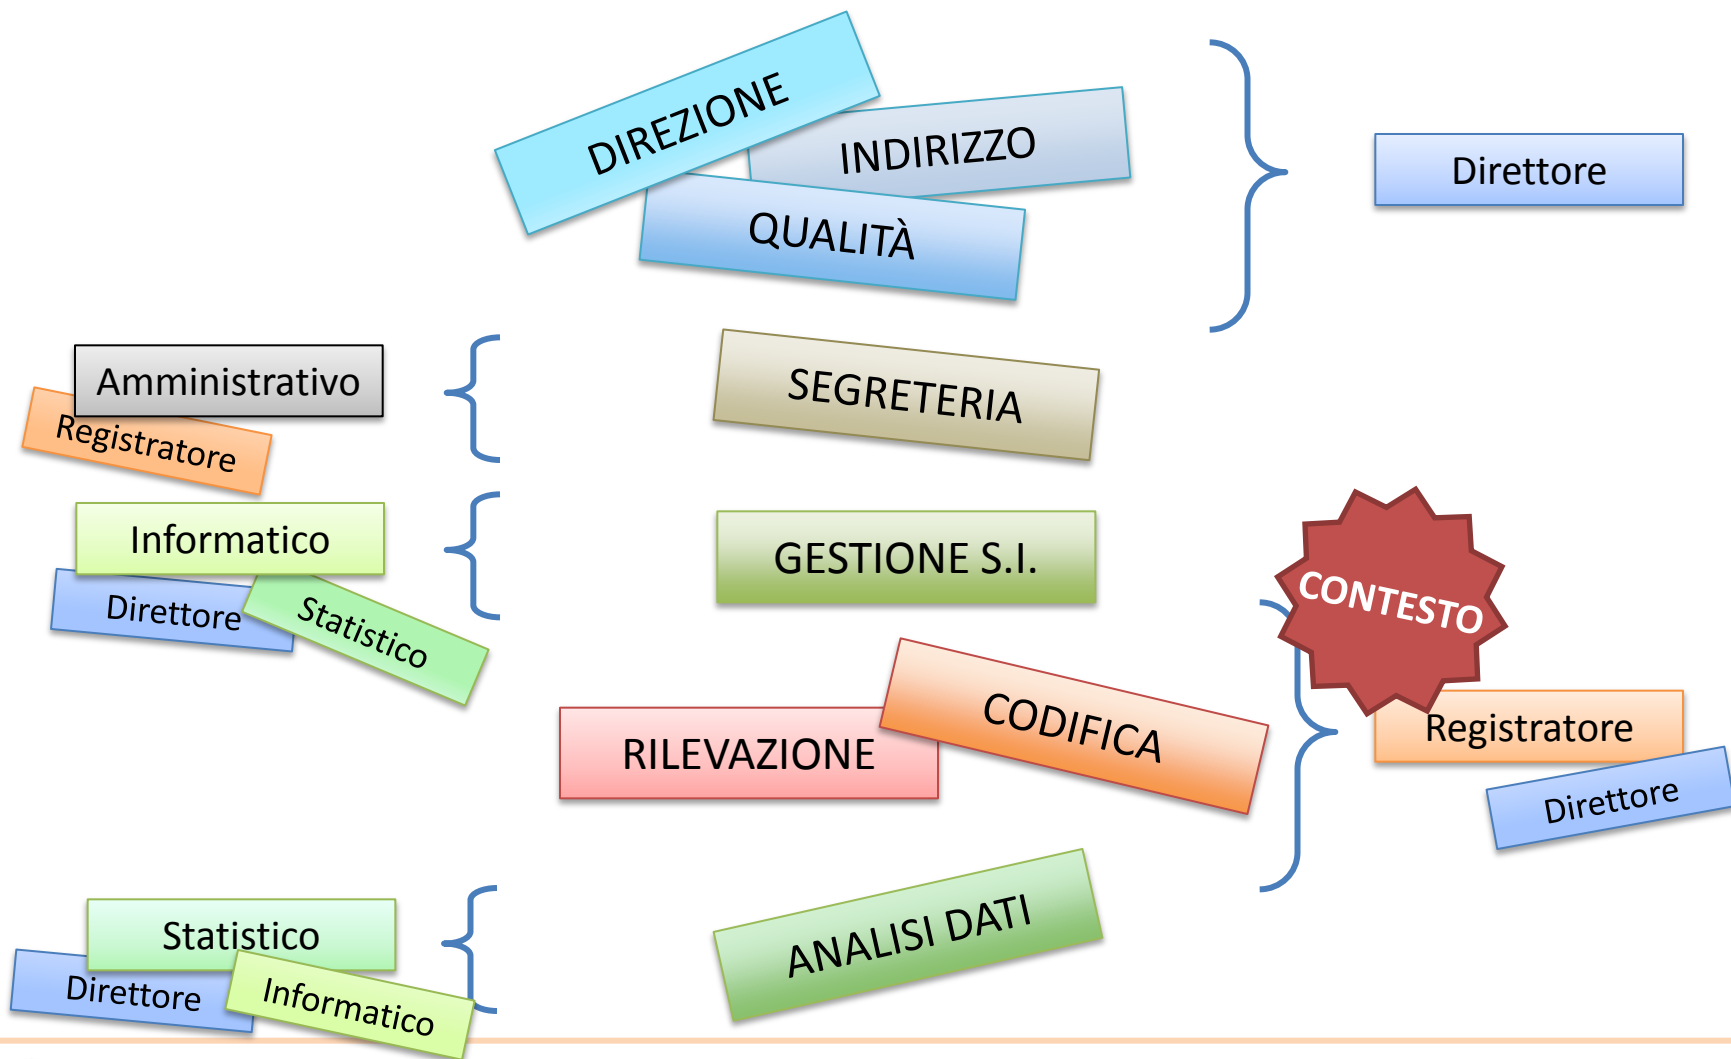 DIREZIONE
INDIRIZZO
QUALITÀ
Direttore
Amministrativo
Registratore
SEGRETERIA
Informatico
Direttore
Statistico
GESTIONE S.I.
CONTESTO
RILEVAZIONE
CODIFICA
Registratore
Direttore
Statistico
Direttore
Informatico
ANALISI DATI